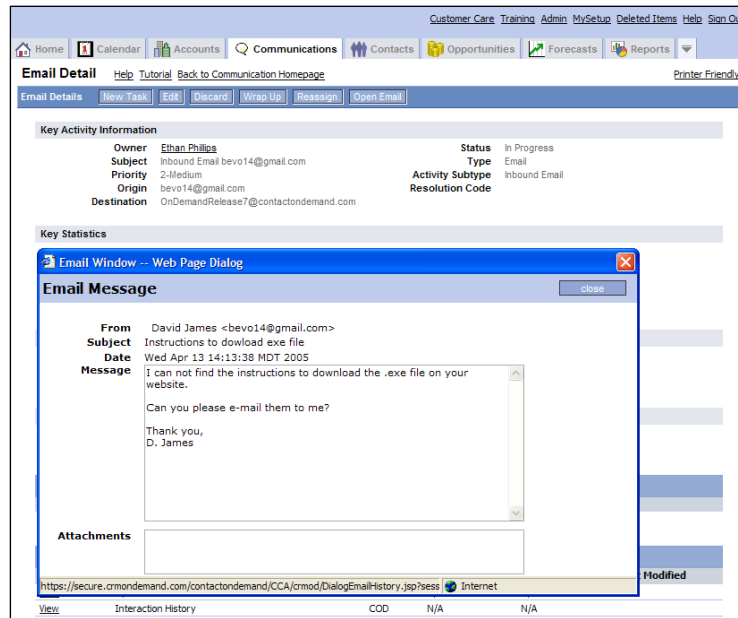 Customer Care Training Admin MySetup Deleted Items Help Sign Ou
Home Calendar Accounts Communications Contacts Opportunities Forecasts Reports
Email Detail Help Tutorial Back to Communication Homepage Printer Friendly
Email Details New Task Edit Discard Wrap Up Reassign Open Email
Key Activity Information
Owner Ethan Phillips Status In Progress
Subject Inbound Email bevo14@gmail.com Type Email
Priority 2-Medium Activity Subtype Inbound Email
Origin bevo14@gmail.com Resolution Code
Destination OnDemandRelease7@contactondemand.com
Key Statistics
Email Window -- Web Page Dialog
Email Message close
From David James <bevo14@gmail.com>
Subject Instructions to dowload exe file
Date Wed Apr 13 14:13:38 MDT 2005
Message I can not find the instructions to download the .exe file on your
website.
Can you please e-mail them to me?
Thank you,
D. James
Attachments
Modified
https://secure.crmondemand.com/contactondemand/CCA/crmod/DialogEmailHistory.jsp?sess Internet
View Interaction History COD N/A N/A